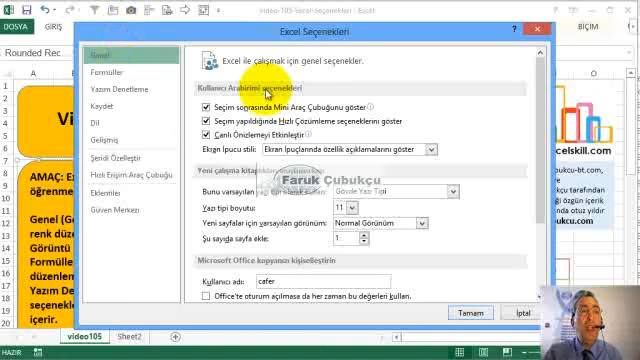 video-105-Excel-Seçenekleri - Excel
DOSYA
GİRİŞ
BİÇİM
Rounded Rec
Excel Seçenekleri
Genel
Formüller
Yazım Denetleme
Kaydet
Dil
Gelişmiş
Şeridi Özelleştir
Hızlı Erişim Araç Çubuğu
Eklentiler
Güven Merkezi
Excel ile çalışmak için genel seçenekler.
Kullanıcı Arabirimi seçenekleri
Seçim sonrasında Mini Araç Çubuğunu göster
Seçim yapıldığında Hızlı Çözümleme seçeneklerini göster
Canlı Önizlemeyi Etkinleştir
Ekran İpucu stili:
Ekran İpuçlarında özellik açıklamalarını göster
Yeni çalışma
Faruk Çubukçu
Bunu varsayılan
Gövde Yazı Tipi
Yazı tipi boyutu:
11
Yeni sayfalar için varsayılan görünüm:
Normal Görünüm
Şu sayıda sayfa ekle:
1
Microsoft Office kopyanızı kişiselleştirin
Kullanıcı adı:
cafer
Office'te oturum açılmasa da her zaman bu değerleri kullan.
Tamam
İptal
AMAÇ: E
öğrenme
Genel (G
renk düz
Görüntü
Formülle
düzenlem
Yazım De
seçenekl
içerir.
excelskill.com
cukcu-bt.com,
Çubukçu tarafından
tbol özgün içerik
otuz yıldır
ukcu.com
video105
Sheet2
HAZIR